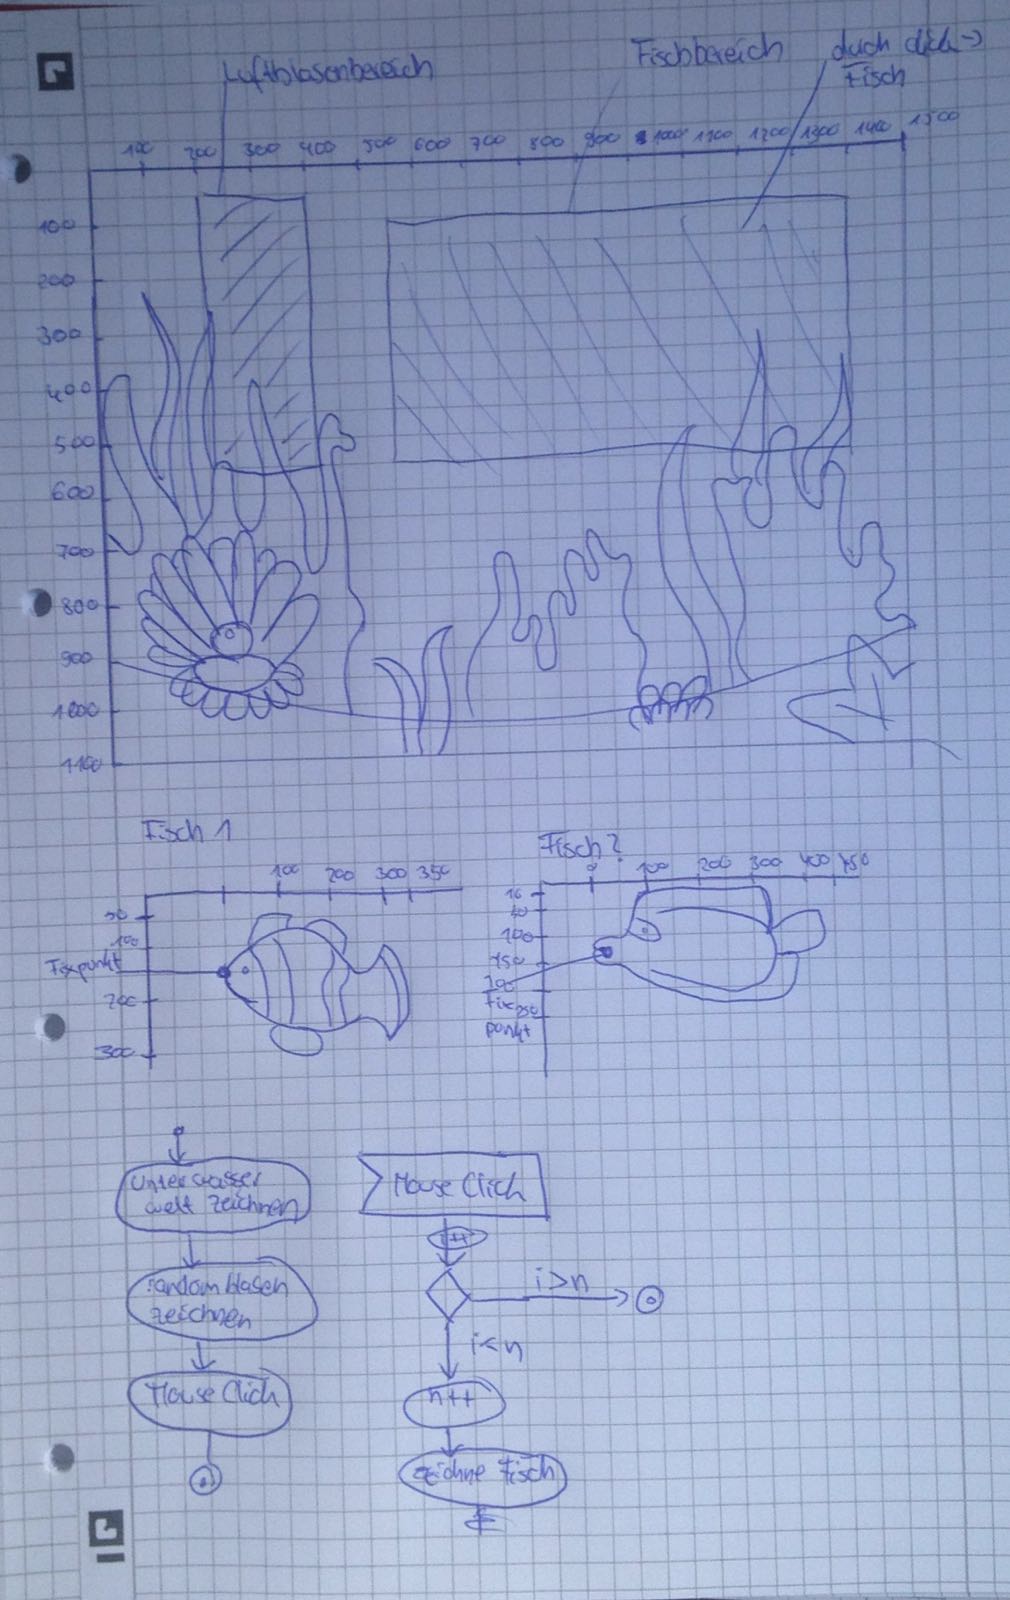 Luftblasenbereich
Fischbereich
duch click->
Fisch
100 200 300 400 500 600 700 800 900 1000 1100 1200 1300 1400 1500
100
200
300
400
500
600
700
800
900
1000
1100
Fisch 1
100 200 300 350
50
100
Fixpunkt
200
300
Fisch 2
0 100 200 300 400 450
16
40
100
150
200
Fix 250
punkt
Unterwasser
welt zeichnen
random blasen
zeichnen
Mouse Click
Mouse Click
i++
i>n
i<n
n++
zeichne Fisch